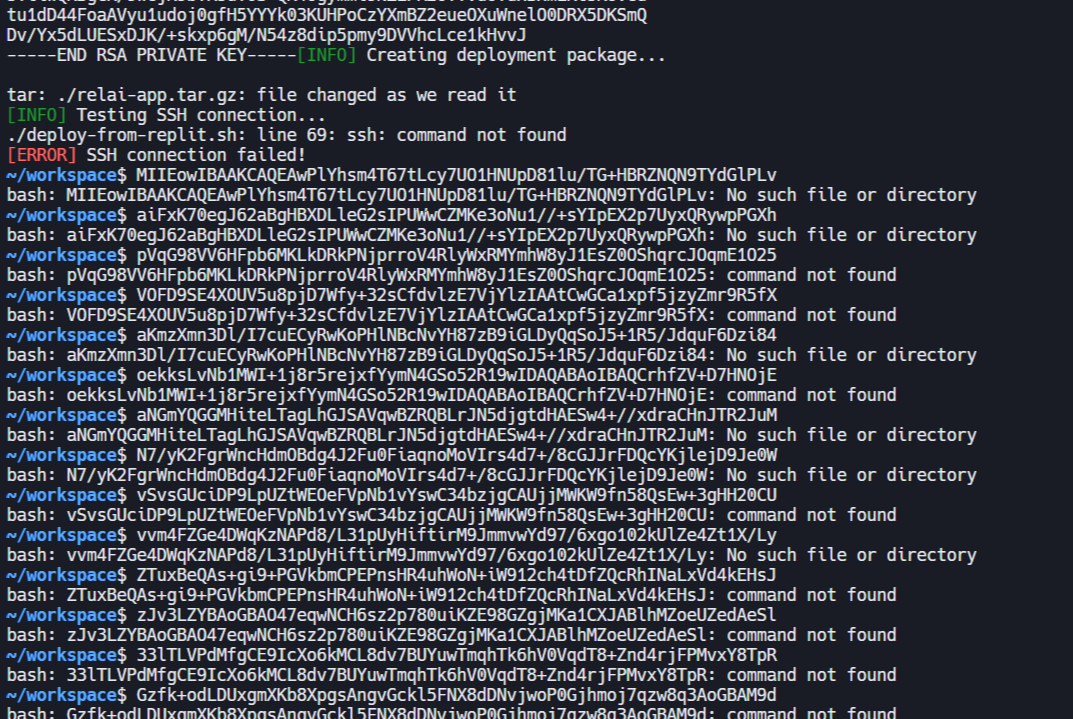 tu1dD44FoaAVyu1udoj0gfH5YYYk03KUHPoCzYXmBZ2eueOXuWnelO0DRX5DKSmQ
Dv/Yx5dLUESxDJK/+skxp6gM/N54z8dip5pmy9DVVhcLce1kHvvJ
-----END RSA PRIVATE KEY-----[INFO] Creating deployment package...
tar: ./relai-app.tar.gz: file changed as we read it
[INFO] Testing SSH connection...
./deploy-from-replit.sh: line 69: ssh: command not found
[ERROR] SSH connection failed!
~/workspace$ MIIEowIBAAKCAQEAwPlYhsm4T67tLcy7UO1HNUpD81lu/TG+HBRZNQN9TYdGlPLv
bash: MIIEowIBAAKCAQEAwPlYhsm4T67tLcy7UO1HNUpD81lu/TG+HBRZNQN9TYdGlPLv: No such file or directory
~/workspace$ aiFxK70egJ62aBgHBXDLleG2sIPUWwCZMKe3oNu1//+sYIpEX2p7UyxQRywpPGXh
bash: aiFxK70egJ62aBgHBXDLleG2sIPUWwCZMKe3oNu1//+sYIpEX2p7UyxQRywpPGXh: No such file or directory
~/workspace$ pVqG98VV6HFpb6MKLkDRkPNjprroV4RlyWxRMYmhW8yJ1EsZ0OShqrcJOqmE1O25
bash: pVqG98VV6HFpb6MKLkDRkPNjprroV4RlyWxRMYmhW8yJ1EsZ0OShqrcJOqmE1O25: command not found
~/workspace$ VOFD9SE4XOUV5u8pjD7Wfy+32sCfdvlzE7VjYlzIAAtCwGCa1xpf5jzyZmr9R5fX
bash: VOFD9SE4XOUV5u8pjD7Wfy+32sCfdvlzE7VjYlzIAAtCwGCa1xpf5jzyZmr9R5fX: command not found
~/workspace$ aKmzXmn3Dl/I7cuECyRwKoPHlNBcNvYH87zB9iGLDyQqSoJ5+1R5/JdquF6Dzi84
bash: aKmzXmn3Dl/I7cuECyRwKoPHlNBcNvYH87zB9iGLDyQqSoJ5+1R5/JdquF6Dzi84: No such file or directory
~/workspace$ oekksLvNb1MWI+1j8r5rejxfYymN4GSo52R19wIDAQABAoIBAQCrhfZV+D7HNOjE
bash: oekksLvNb1MWI+1j8r5rejxfYymN4GSo52R19wIDAQABAoIBAQCrhfZV+D7HNOjE: command not found
~/workspace$ aNGmYQGGMHiteLTagLhGJSAVqwBZRQBLrJN5djgtdHAESw4+//xdraCHnJTR2JuM
bash: aNGmYQGGMHiteLTagLhGJSAVqwBZRQBLrJN5djgtdHAESw4+//xdraCHnJTR2JuM: No such file or directory
~/workspace$ N7/yK2FgrWncHdmOBdg4J2Fu0FiaqnoMoVIrs4d7+/8cGJJrFDQcYKjlejD9Je0W
bash: N7/yK2FgrWncHdmOBdg4J2Fu0FiaqnoMoVIrs4d7+/8cGJJrFDQcYKjlejD9Je0W: No such file or directory
~/workspace$ vSvsGUciDP9LpUZtWEOeFVpNb1vYswC34bzjgCAUjjMWKW9fn58QsEw+3gHH20CU
bash: vSvsGUciDP9LpUZtWEOeFVpNb1vYswC34bzjgCAUjjMWKW9fn58QsEw+3gHH20CU: command not found
~/workspace$ vvm4FZGe4DWqKzNAPd8/L31pUyHiftirM9JmmvwYd97/6xgo102kUlZe4Zt1X/Ly
bash: vvm4FZGe4DWqKzNAPd8/L31pUyHiftirM9JmmvwYd97/6xgo102kUlZe4Zt1X/Ly: No such file or directory
~/workspace$ ZTuxBeQAs+gi9+PGVkbmCPEPnsHR4uhWoN+iW912ch4tDfZQcRhINaLxVd4kEHsJ
bash: ZTuxBeQAs+gi9+PGVkbmCPEPnsHR4uhWoN+iW912ch4tDfZQcRhINaLxVd4kEHsJ: command not found
~/workspace$ zJv3LZYBAoGBAO47eqwNCH6sz2p780uiKZE98GZgjMKa1CXJABlhMZoeUZedAeSl
bash: zJv3LZYBAoGBAO47eqwNCH6sz2p780uiKZE98GZgjMKa1CXJABlhMZoeUZedAeSl: command not found
~/workspace$ 33lTLVPdMfgCE9IcXo6kMCL8dv7BUYuwTmqhTk6hV0VqdT8+Znd4rjFPMvxY8TpR
bash: 33lTLVPdMfgCE9IcXo6kMCL8dv7BUYuwTmqhTk6hV0VqdT8+Znd4rjFPMvxY8TpR: command not found
~/workspace$ Gzfk+odLDUxgmXKb8XpgsAngvGckl5FNX8dDNvjwoP0Gjhmoj7qzw8q3AoGBAM9d
bash: Gzfk+odLDUxgmXKb8XpgsAngvGckl5FNX8dDNvjwoP0Gjhmoj7qzw8q3AoGBAM9d: command not found